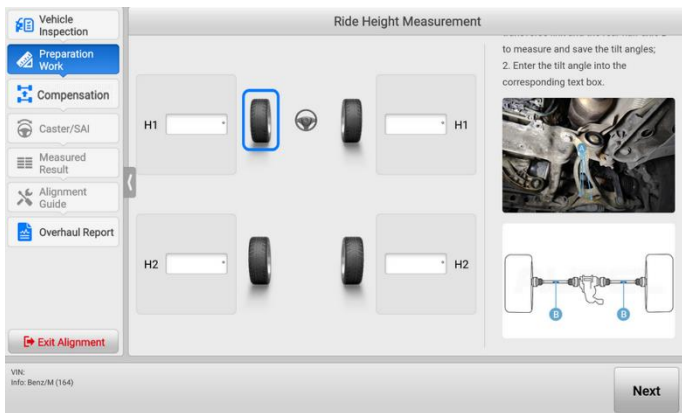 Vehicle
Inspection
Preparation
Work
Compensation
Caster/SAI
Measured
Result
Alignment
Guide
Overhaul Report
Exit Alignment
Ride Height Measurement
H1 °
H1 °
H2 °
H2 °
to measure and save the tilt angles;
2. Enter the tilt angle into the
corresponding text box.
A
B
B
VIN:
Info: Benz/M (164)
Next